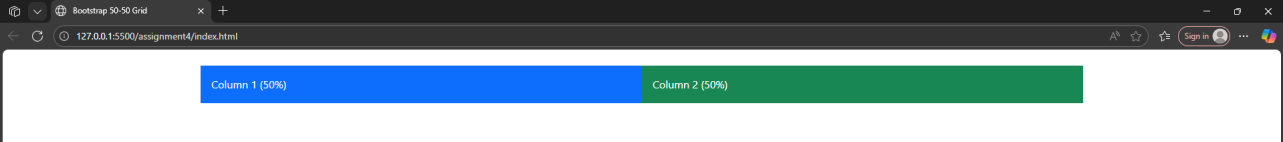 Bootstrap 50-50 Grid
127.0.0.1:5500/assignment4/index.html
Sign in
Column 1 (50%)
Column 2 (50%)